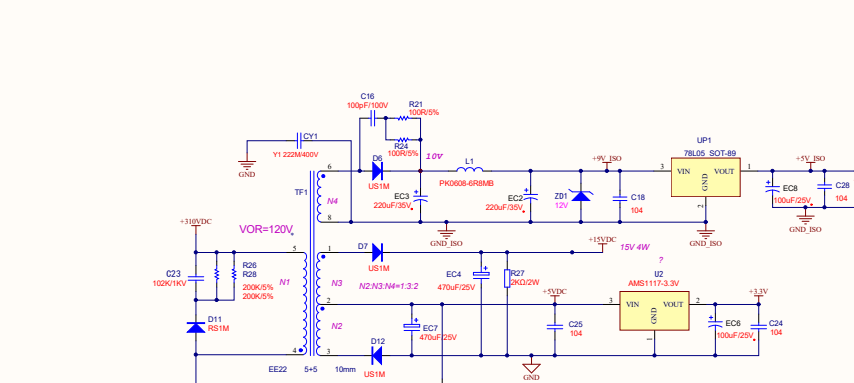 C16
100pF/100V
R21
100R/5%
CY1
Y1 222M/400V
GND
R24
100R/5%
10V
D6
US1M
L1
PK0608-6R8MB
+9V_ISO
UP1
78L05 SOT-89
VIN
VOUT
GND
3
1
2
+5V_ISO
6
TF1
N4
8
EC3
220uF/35V
EC2
220uF/35V
ZD1
12V
C18
104
EC8
100uF/25V
C28
104
GND_ISO
GND_ISO
GND_ISO
+310VDC
VOR=120V
5
1
D7
US1M
+15VDC
15V 4W
?
C23
102K/1KV
R26
R28
200K/5%
200K/5%
N1
N3
N2:N3:N4=1:3:2
EC4
470uF/25V
R27
2KΩ/2W
U2
AMS1117-3.3V
VIN
VOUT
GND
3
2
1
+5VDC
+3.3V
2
D11
RS1M
N2
EC7
470uF/25V
C25
104
EC6
100uF/25V
C24
104
4
3
D12
US1M
EE22
5+5
10mm
GND